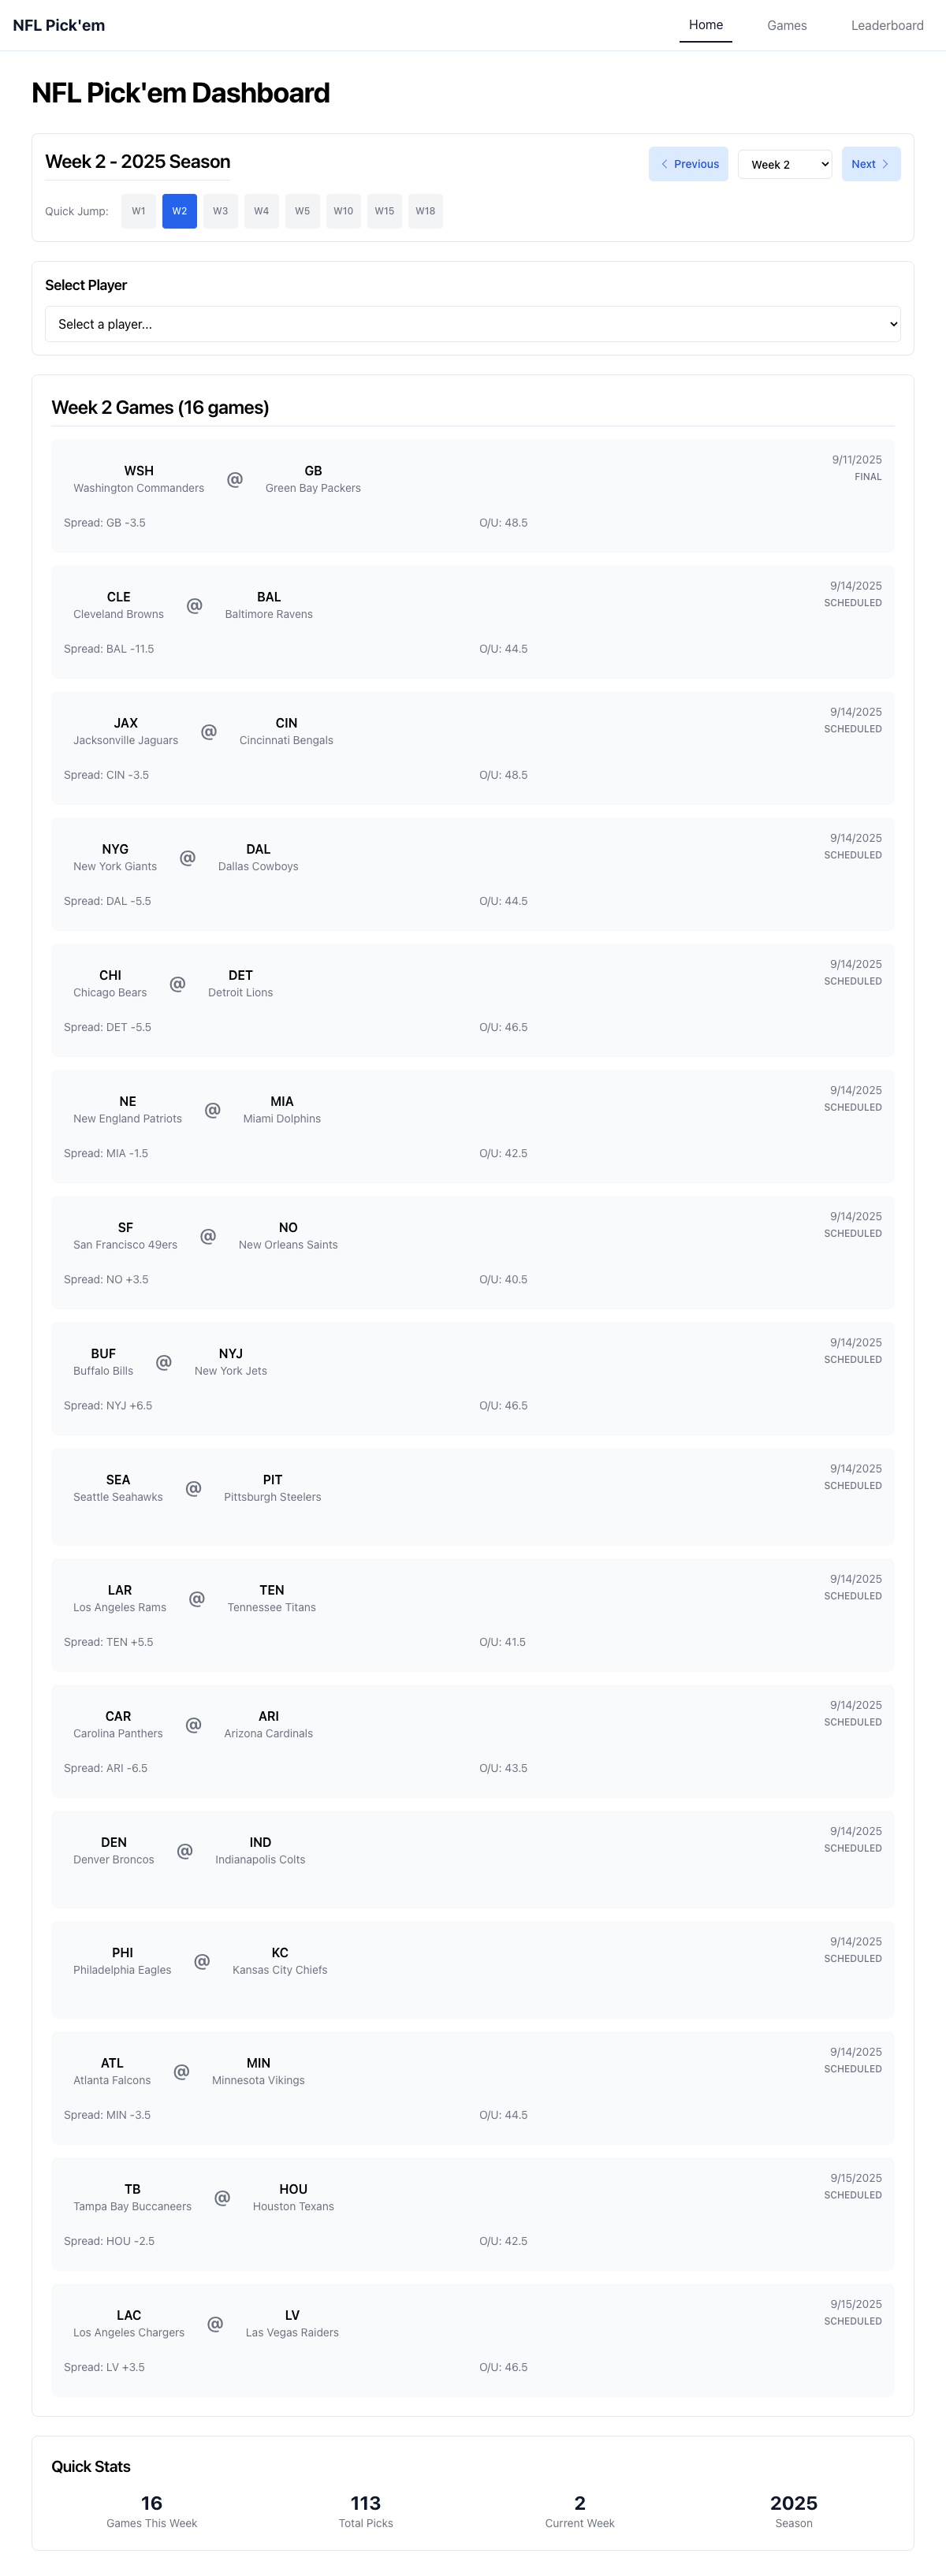 NFL Pick'em
Home Games Leaderboard
NFL Pick'em Dashboard
Week 2 - 2025 Season
Previous Week 2 Next
Quick Jump: W1 W2 W3 W4 W5 W10 W15 W18
Select Player
Select a player...
Week 2 Games (16 games)
WSH @ GB 9/11/2025
Washington Commanders Green Bay Packers FINAL
Spread: GB -3.5 O/U: 48.5
CLE @ BAL 9/14/2025
Cleveland Browns Baltimore Ravens SCHEDULED
Spread: BAL -11.5 O/U: 44.5
JAX @ CIN 9/14/2025
Jacksonville Jaguars Cincinnati Bengals SCHEDULED
Spread: CIN -3.5 O/U: 48.5
NYG @ DAL 9/14/2025
New York Giants Dallas Cowboys SCHEDULED
Spread: DAL -5.5 O/U: 44.5
CHI @ DET 9/14/2025
Chicago Bears Detroit Lions SCHEDULED
Spread: DET -5.5 O/U: 46.5
NE @ MIA 9/14/2025
New England Patriots Miami Dolphins SCHEDULED
Spread: MIA -1.5 O/U: 42.5
SF @ NO 9/14/2025
San Francisco 49ers New Orleans Saints SCHEDULED
Spread: NO +3.5 O/U: 40.5
BUF @ NYJ 9/14/2025
Buffalo Bills New York Jets SCHEDULED
Spread: NYJ +6.5 O/U: 46.5
SEA @ PIT 9/14/2025
Seattle Seahawks Pittsburgh Steelers SCHEDULED
LAR @ TEN 9/14/2025
Los Angeles Rams Tennessee Titans SCHEDULED
Spread: TEN +5.5 O/U: 41.5
CAR @ ARI 9/14/2025
Carolina Panthers Arizona Cardinals SCHEDULED
Spread: ARI -6.5 O/U: 43.5
DEN @ IND 9/14/2025
Denver Broncos Indianapolis Colts SCHEDULED
PHI @ KC 9/14/2025
Philadelphia Eagles Kansas City Chiefs SCHEDULED
ATL @ MIN 9/14/2025
Atlanta Falcons Minnesota Vikings SCHEDULED
Spread: MIN -3.5 O/U: 44.5
TB @ HOU 9/15/2025
Tampa Bay Buccaneers Houston Texans SCHEDULED
Spread: HOU -2.5 O/U: 42.5
LAC @ LV 9/15/2025
Los Angeles Chargers Las Vegas Raiders SCHEDULED
Spread: LV +3.5 O/U: 46.5
Quick Stats
16 113 2 2025
Games This Week Total Picks Current Week Season